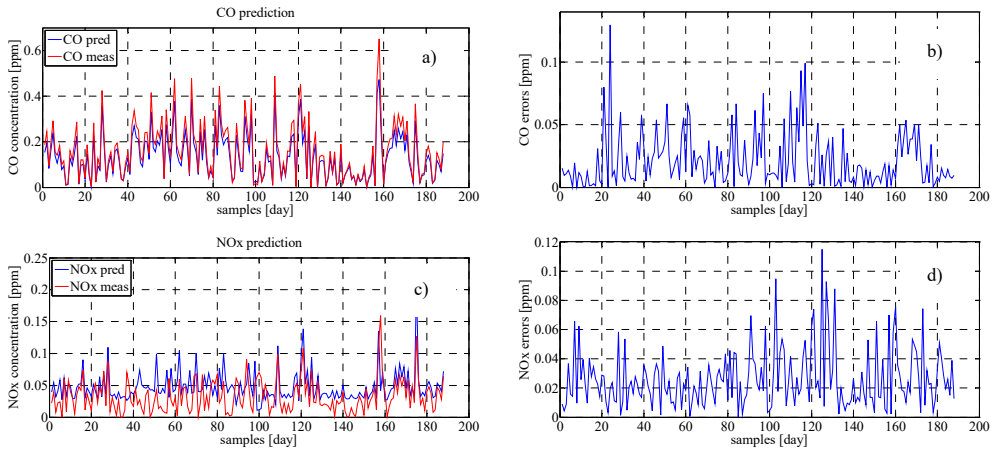 CO prediction
CO pred
CO meas
a)
0.6
0.4
0.2
0
CO concentration [ppm]
0 20 40 60 80 100 120 140 160 180 200
samples [day]
b)
0.1
0.05
0
CO errors [ppm]
0 20 40 60 80 100 120 140 160 180 200
samples [day]
NOx prediction
NOx pred
NOx meas
c)
0.25
0.2
0.15
0.1
0.05
0
NOx concentration [ppm]
0 20 40 60 80 100 120 140 160 180 200
samples [day]
d)
0.12
0.1
0.08
0.06
0.04
0.02
0
NOx errors [ppm]
0 20 40 60 80 100 120 140 160 180 200
samples [day]